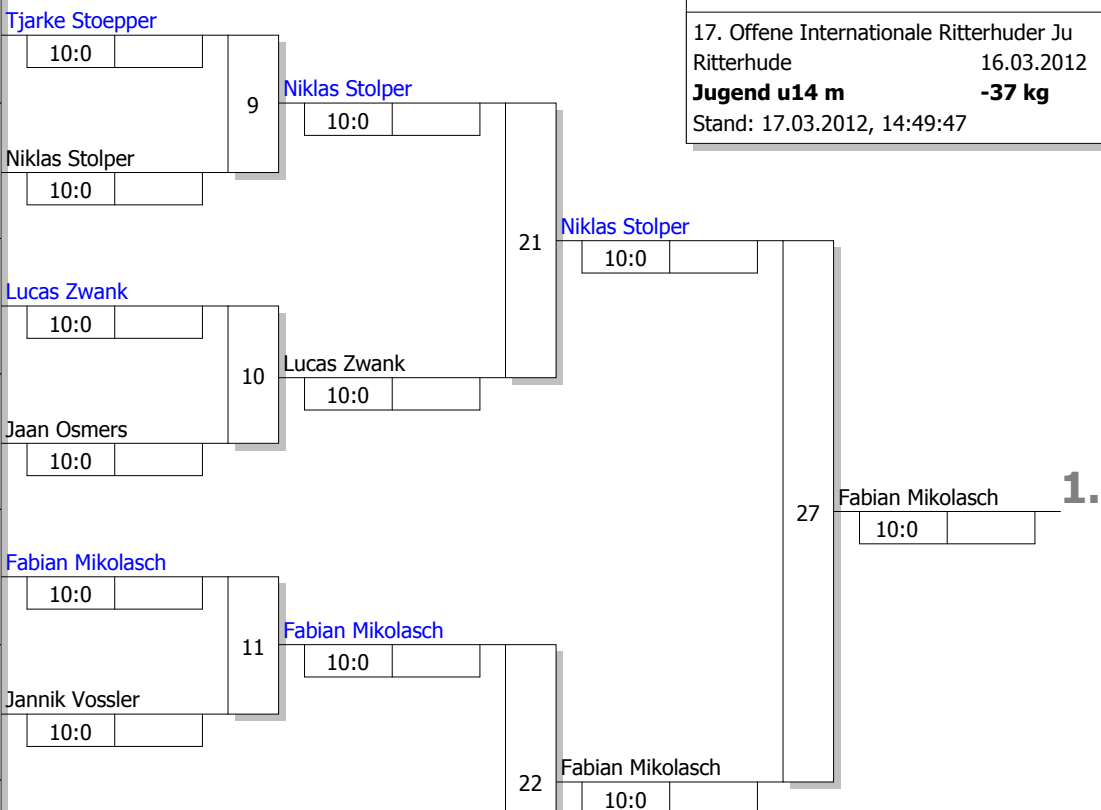 Tjarke Stoepper
10:0
17. Offene Internationale Ritterhuder Ju
Ritterhude 16.03.2012
Jugend u14 m -37 kg
Stand: 17.03.2012, 14:49:47
9
Niklas Stolper
10:0
Niklas Stolper
10:0
21
Niklas Stolper
10:0
Lucas Zwank
10:0
10
Lucas Zwank
10:0
Jaan Osmers
10:0
27
Fabian Mikolasch 1.
10:0
Fabian Mikolasch
10:0
11
Fabian Mikolasch
10:0
Jannik Vossler
10:0
22
Fabian Mikolasch
10:0